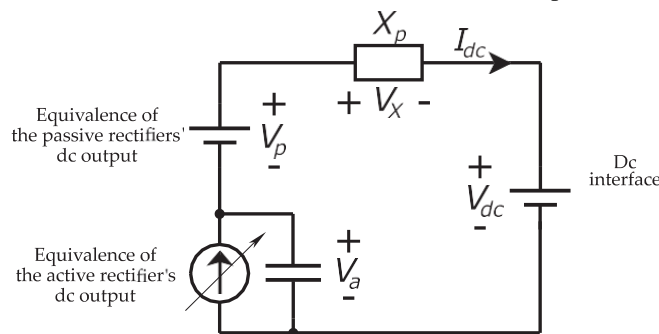 X_p
I_dc
+ V_X -
Equivalence of
the passive rectifiers'
dc output
+
V_p
-
+
V_dc
-
Dc
interface
Equivalence of
the active rectifier's
dc output
+
V_a
-